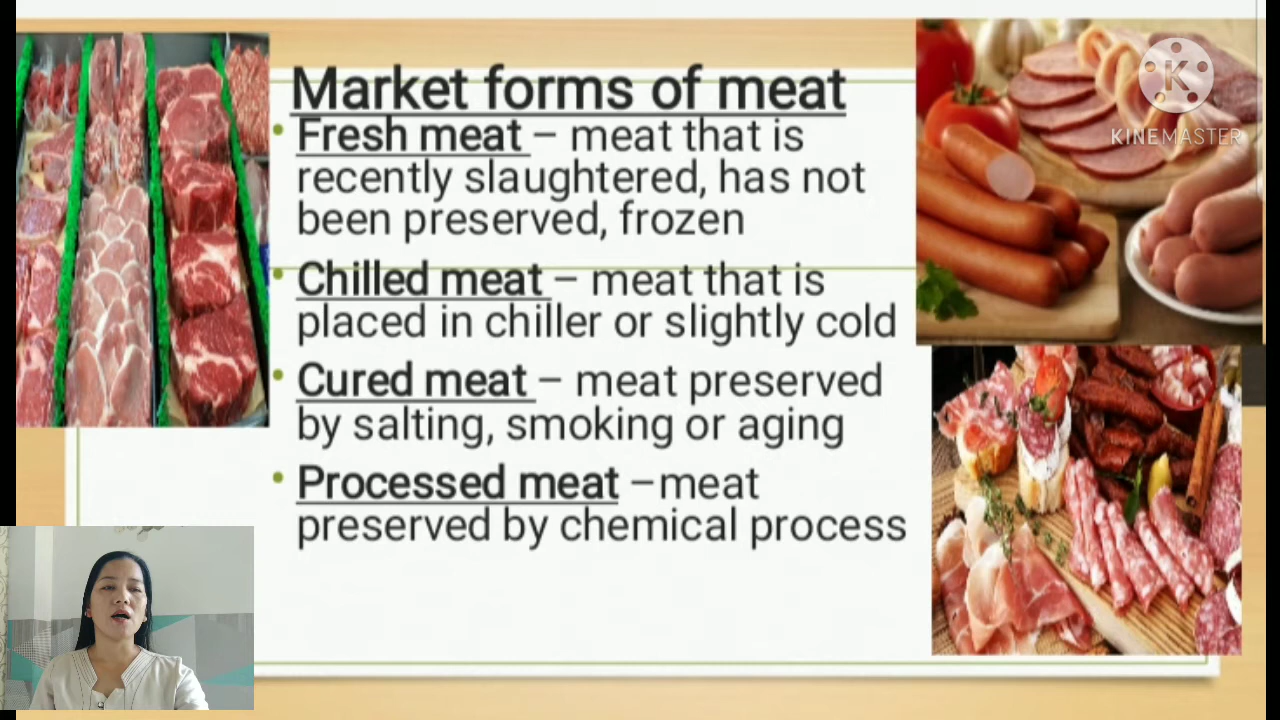 Market forms of meat
• Fresh meat – meat that is
recently slaughtered, has not
been preserved, frozen
• Chilled meat – meat that is
placed in chiller or slightly cold
• Cured meat – meat preserved
by salting, smoking or aging
• Processed meat –meat
preserved by chemical process
K
KINEMASTER